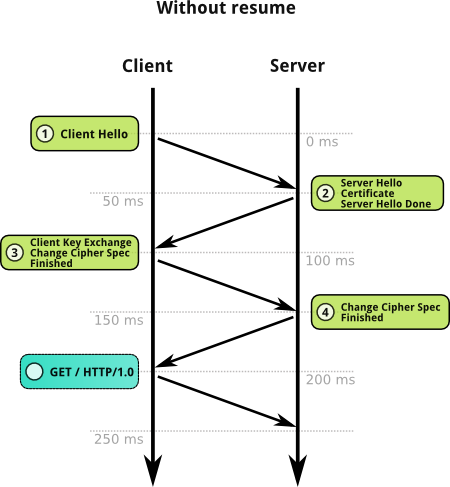 Without resume
Client
Server
1 Client Hello
0 ms
2 Server Hello
Certificate
Server Hello Done
50 ms
3 Client Key Exchange
Change Cipher Spec
Finished
100 ms
4 Change Cipher Spec
Finished
150 ms
GET / HTTP/1.0
200 ms
250 ms